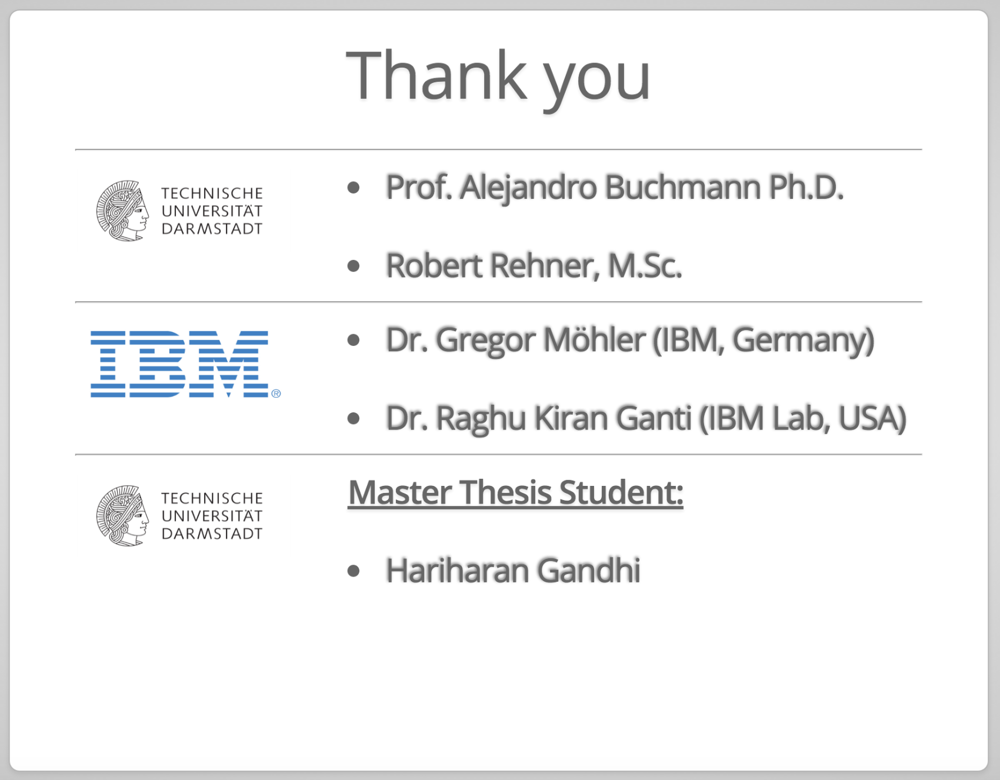 Thank you
TECHNISCHE
UNIVERSITÄT
DARMSTADT
• Prof. Alejandro Buchmann Ph.D.
• Robert Rehner, M.Sc.
IBM®
• Dr. Gregor Möhler (IBM, Germany)
• Dr. Raghu Kiran Ganti (IBM Lab, USA)
TECHNISCHE
UNIVERSITÄT
DARMSTADT
Master Thesis Student:
• Hariharan Gandhi